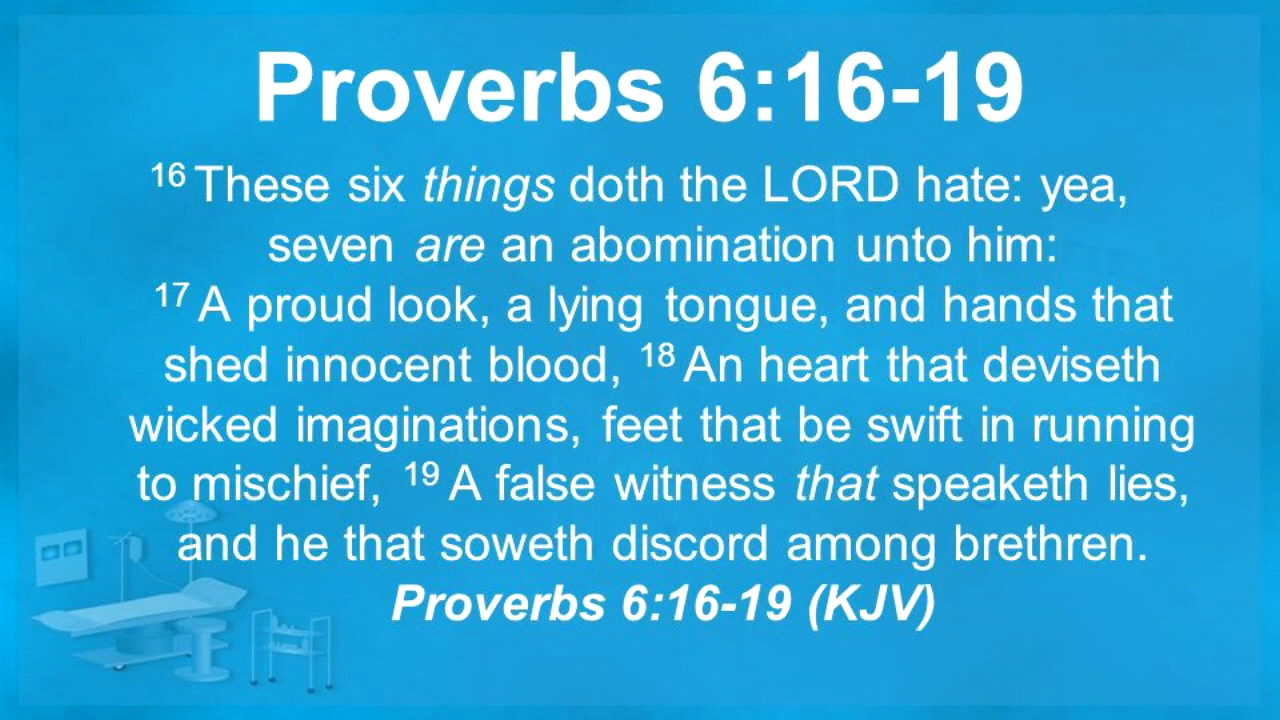 Proverbs 6:16-19
16 These six things doth the LORD hate: yea,
seven are an abomination unto him:
17 A proud look, a lying tongue, and hands that
shed innocent blood, 18 An heart that deviseth
wicked imaginations, feet that be swift in running
to mischief, 19 A false witness that speaketh lies,
and he that soweth discord among brethren.
Proverbs 6:16-19 (KJV)